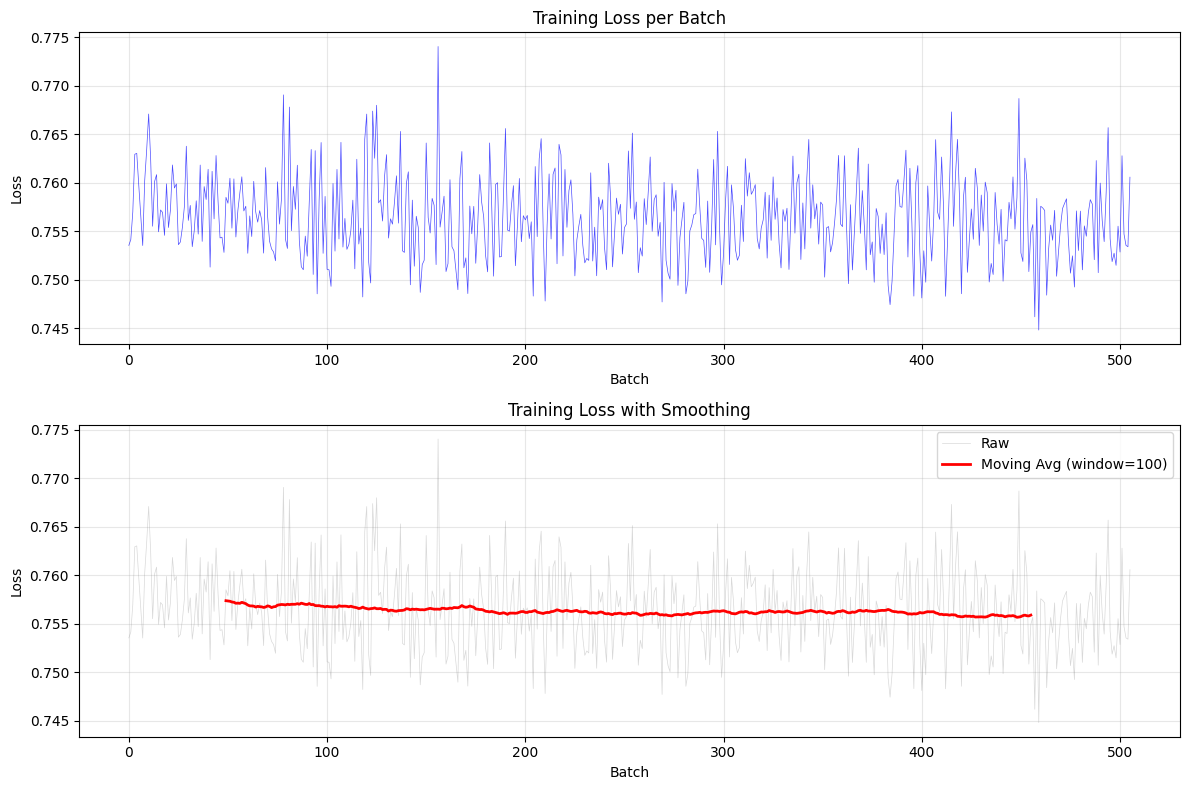 Training Loss per Batch
0.775
0.770
0.765
0.760
0.755
0.750
0.745
Loss
0 100 200 300 400 500
Batch
Training Loss with Smoothing
0.775
0.770
0.765
0.760
0.755
0.750
0.745
Loss
Raw
Moving Avg (window=100)
0 100 200 300 400 500
Batch